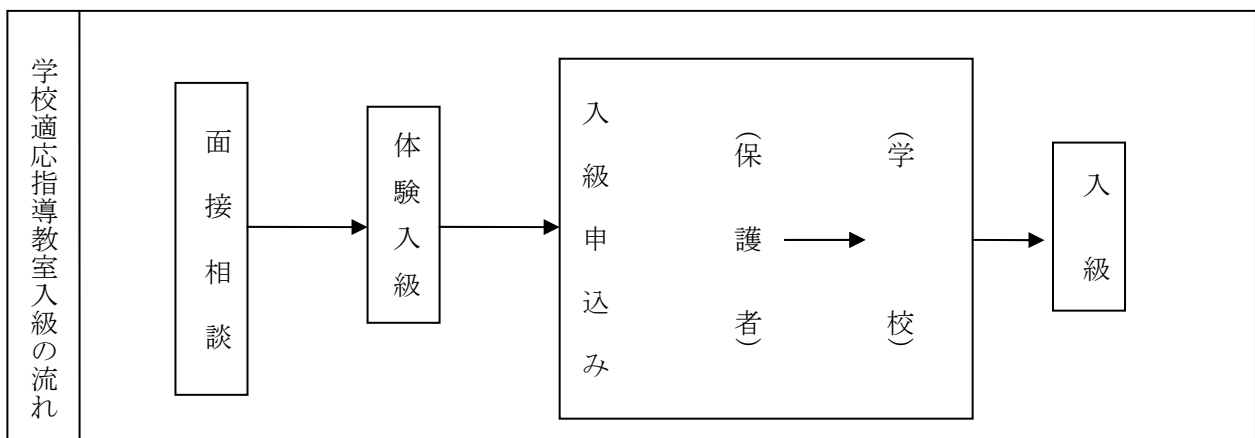 学校適応指導教室入級の流れ
面接相談
体験入級
入級申込み
（保護者）
（学校）
入級